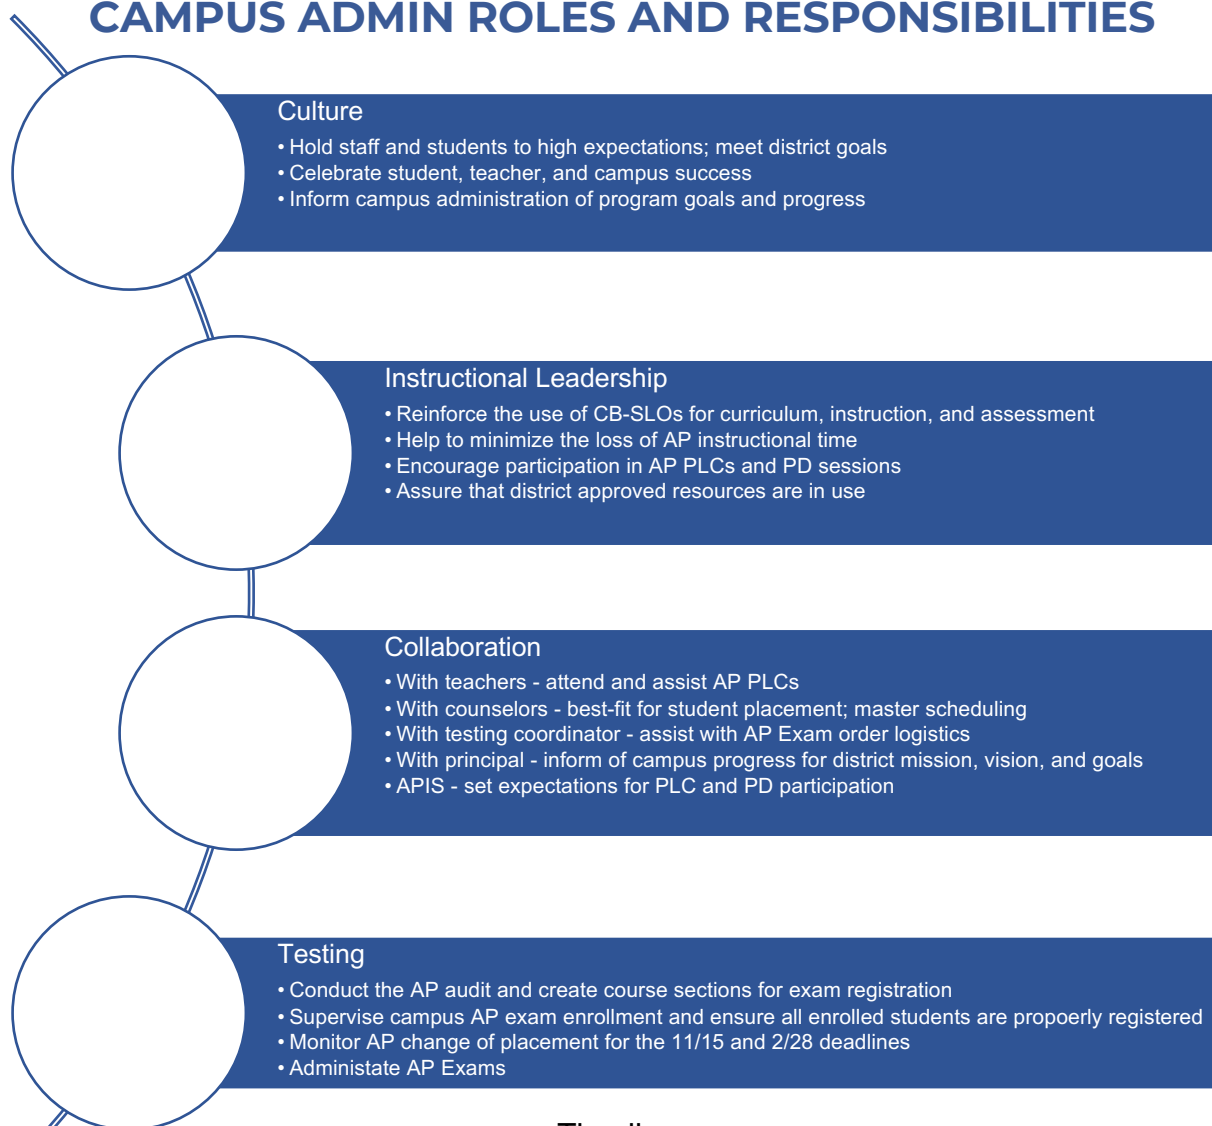 CAMPUS ADMIN ROLES AND RESPONSIBILITIES
Culture
• Hold staff and students to high expectations; meet district goals
• Celebrate student, teacher, and campus success
• Inform campus administration of program goals and progress
Instructional Leadership
• Reinforce the use of CB-SLOs for curriculum, instruction, and assessment
• Help to minimize the loss of AP instructional time
• Encourage participation in AP PLCs and PD sessions
• Assure that district approved resources are in use
Collaboration
• With teachers - attend and assist AP PLCs
• With counselors - best-fit for student placement; master scheduling
• With testing coordinator - assist with AP Exam order logistics
• With principal - inform of campus progress for district mission, vision, and goals
• APIS - set expectations for PLC and PD participation
Testing
• Conduct the AP audit and create course sections for exam registration
• Supervise campus AP exam enrollment and ensure all enrolled students are propoerly registered
• Monitor AP change of placement for the 11/15 and 2/28 deadlines
• Administate AP Exams